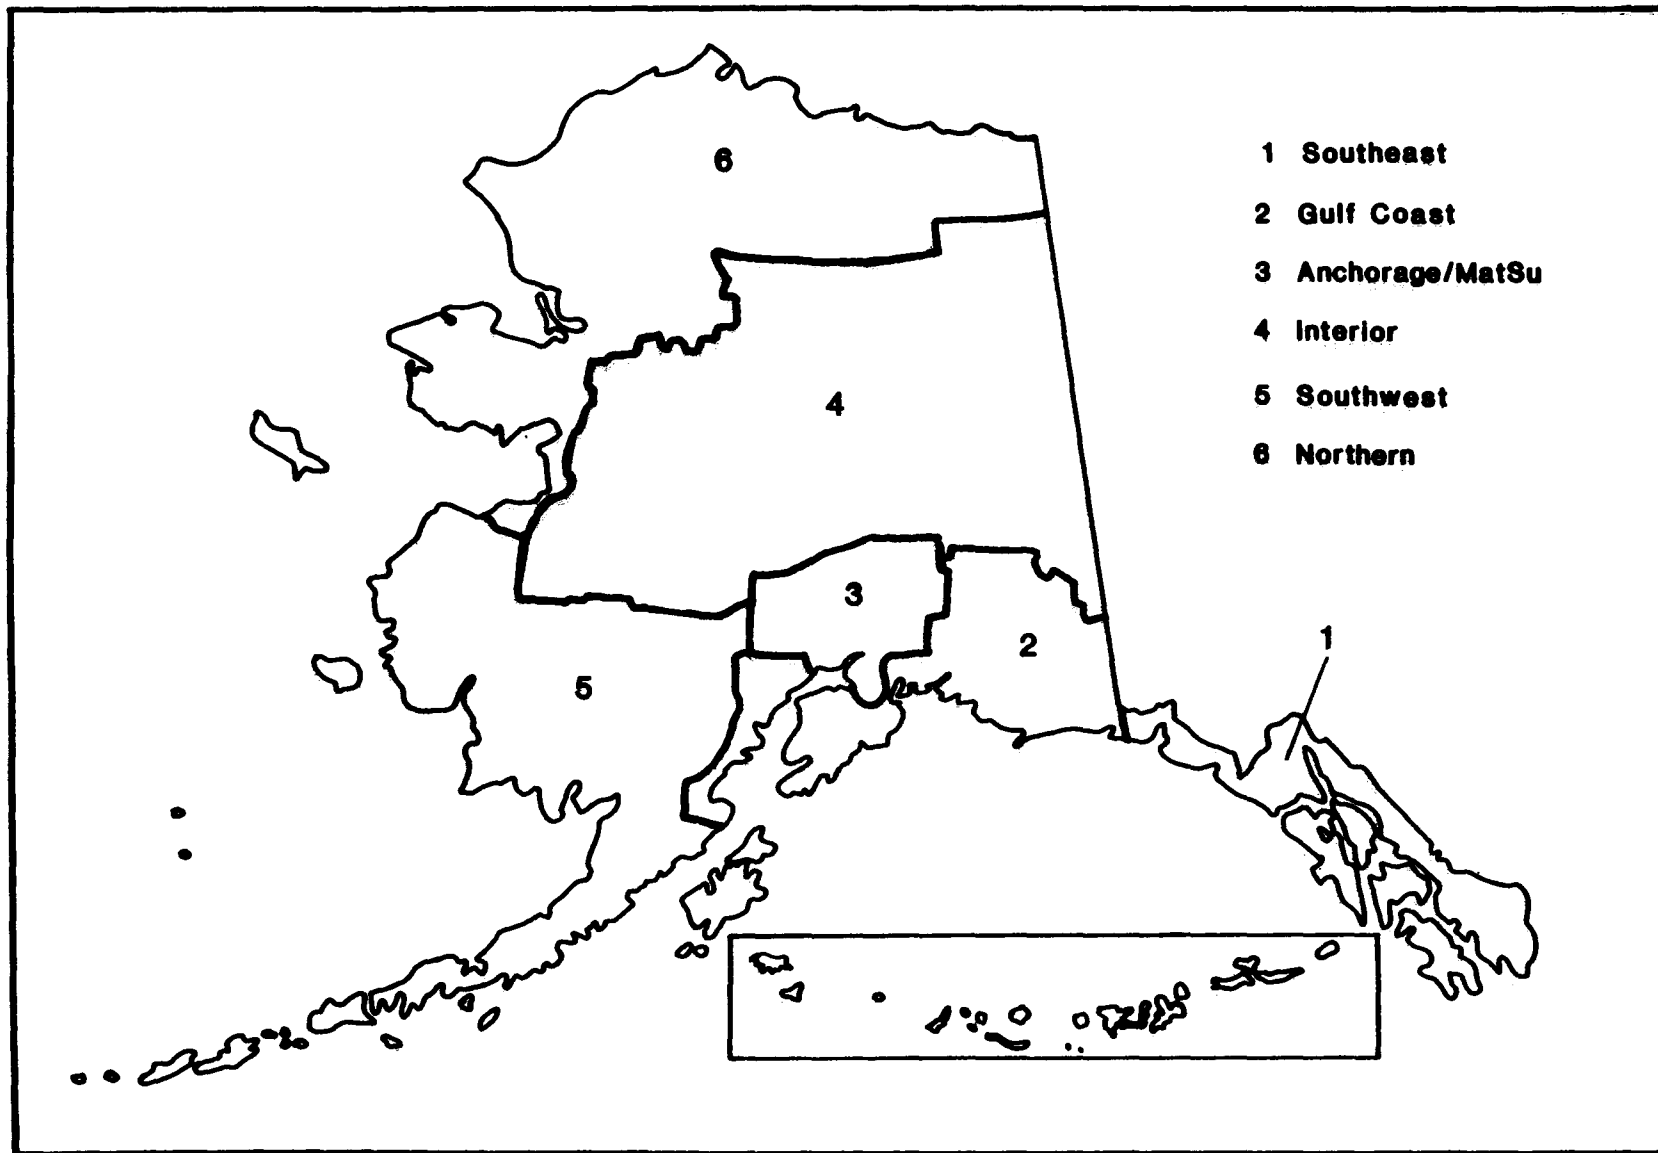 6
1 Southeast
2 Gulf Coast
3 Anchorage/MatSu
4 Interior
5 Southwest
6 Northern
4
3
2
1
5